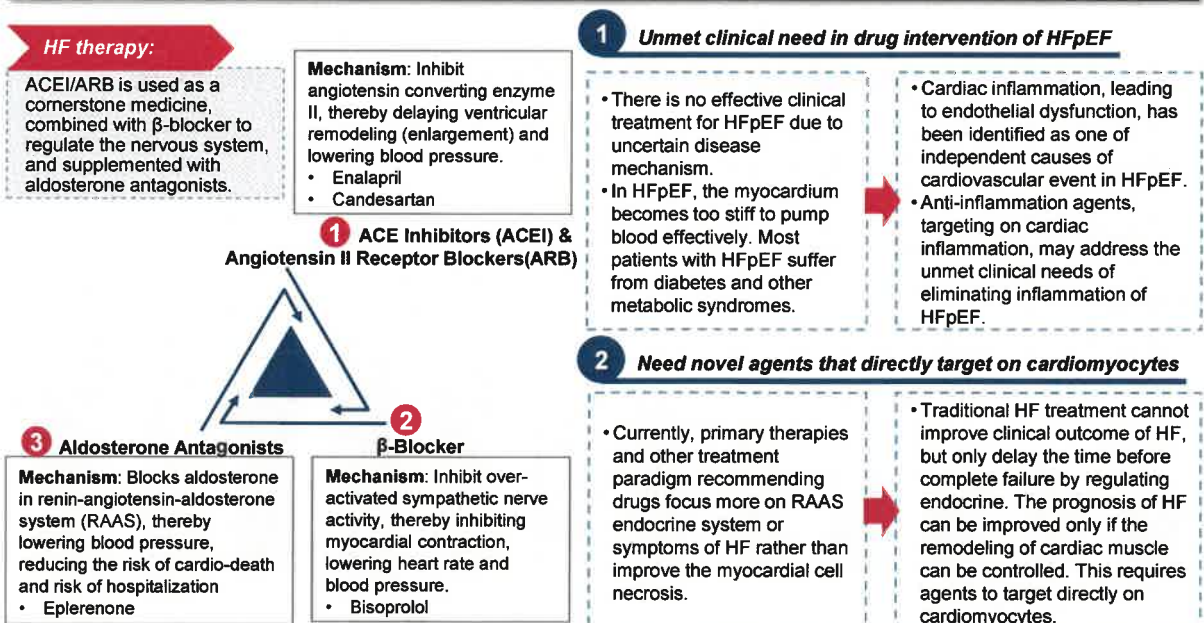 HF therapy:
ACEI/ARB is used as a
cornerstone medicine,
combined with β-blocker to
regulate the nervous system,
and supplemented with
aldosterone antagonists.
Mechanism: Inhibit
angiotensin converting enzyme
II, thereby delaying ventricular
remodeling (enlargement) and
lowering blood pressure.
• Enalapril
• Candesartan
1 ACE Inhibitors (ACEI) &
Angiotensin II Receptor Blockers(ARB)
3 Aldosterone Antagonists
Mechanism: Blocks aldosterone
in renin-angiotensin-aldosterone
system (RAAS), thereby
lowering blood pressure,
reducing the risk of cardio-death
and risk of hospitalization
• Eplerenone
2
β-Blocker
Mechanism: Inhibit over-
activated sympathetic nerve
activity, thereby inhibiting
myocardial contraction,
lowering heart rate and
blood pressure.
• Bisoprolol
1 Unmet clinical need in drug intervention of HFpEF
• There is no effective clinical
treatment for HFpEF due to
uncertain disease
mechanism.
• In HFpEF, the myocardium
becomes too stiff to pump
blood effectively. Most
patients with HFpEF suffer
from diabetes and other
metabolic syndromes.
• Cardiac inflammation, leading
to endothelial dysfunction, has
been identified as one of
independent causes of
cardiovascular event in HFpEF.
• Anti-inflammation agents,
targeting on cardiac
inflammation, may address the
unmet clinical needs of
eliminating inflammation of
HFpEF.
2 Need novel agents that directly target on cardiomyocytes
• Currently, primary therapies
and other treatment
paradigm recommending
drugs focus more on RAAS
endocrine system or
symptoms of HF rather than
improve the myocardial cell
necrosis.
• Traditional HF treatment cannot
improve clinical outcome of HF,
but only delay the time before
complete failure by regulating
endocrine. The prognosis of HF
can be improved only if the
remodeling of cardiac muscle
can be controlled. This requires
agents to target directly on
cardiomyocytes.